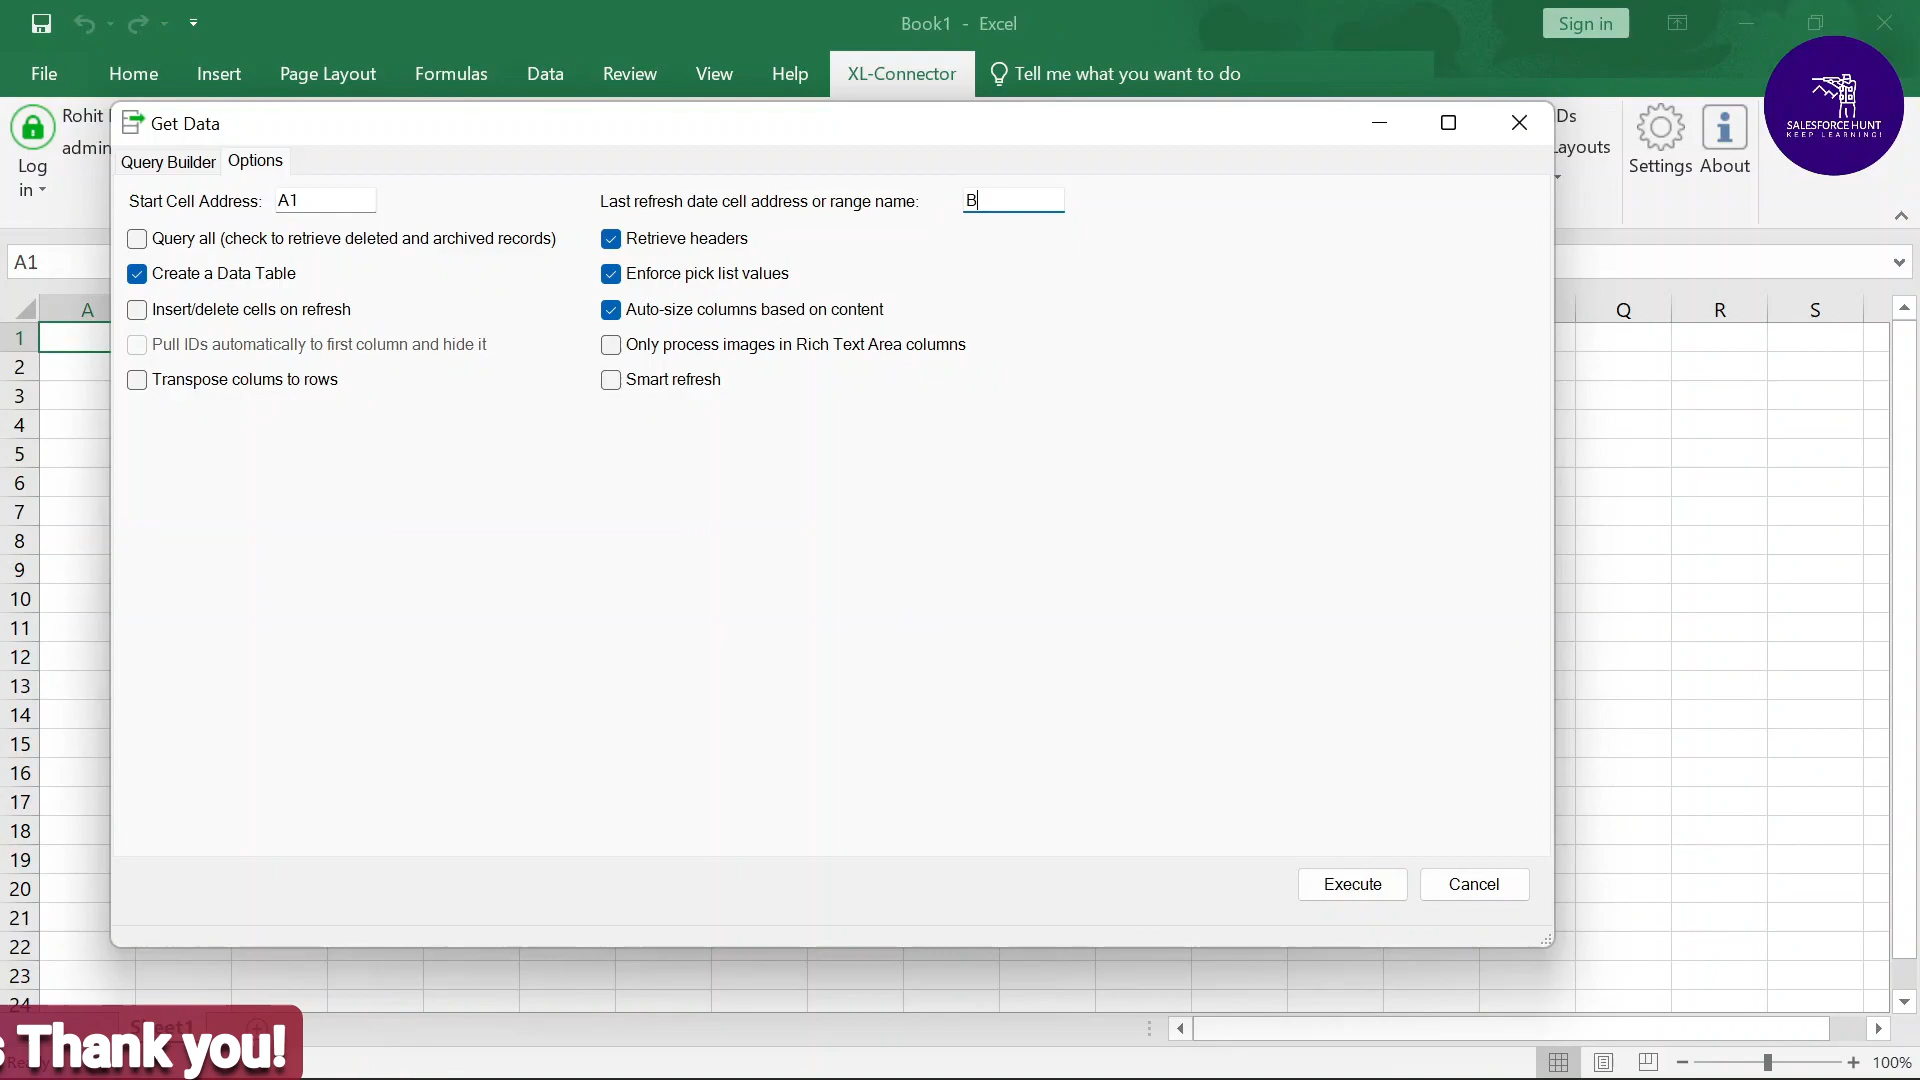 Book1 - Excel
Sign in
File Home Insert Page Layout Formulas Data Review View Help XL-Connector Tell me what you want to do
SALESFORCE HUNT
KEEP LEARNING!
Rohit
admin
Log
in
Ds
Layouts
Settings About
Get Data
Query Builder Options
Start Cell Address: A1
Last refresh date cell address or range name: B
Query all (check to retrieve deleted and archived records)
Retrieve headers
Create a Data Table
Enforce pick list values
Insert/delete cells on refresh
Auto-size columns based on content
Pull IDs automatically to first column and hide it
Only process images in Rich Text Area columns
Transpose colums to rows
Smart refresh
Execute Cancel
A1
A Q R S
1
2
3
4
5
6
7
8
9
10
11
12
13
14
15
16
17
18
19
20
21
22
23
24
Sheet1
s Thank you!
100%